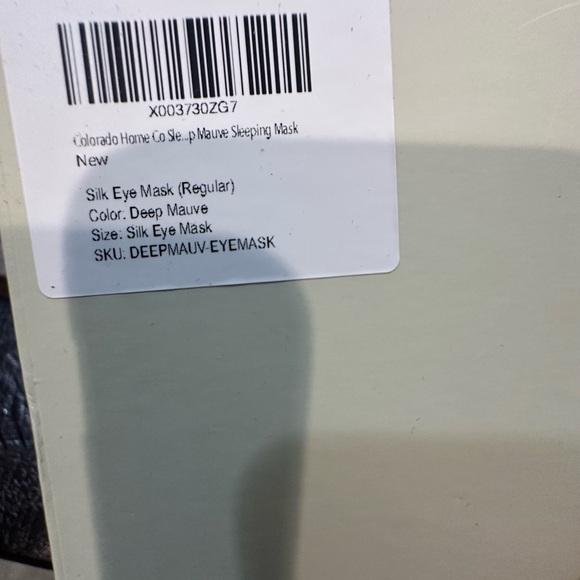 X003730ZG7
Colorado Home Co Sle...p Mauve Sleeping Mask
New
Silk Eye Mask (Regular)
Color: Deep Mauve
Size: Silk Eye Mask
SKU: DEEPMAUV-EYEMASK